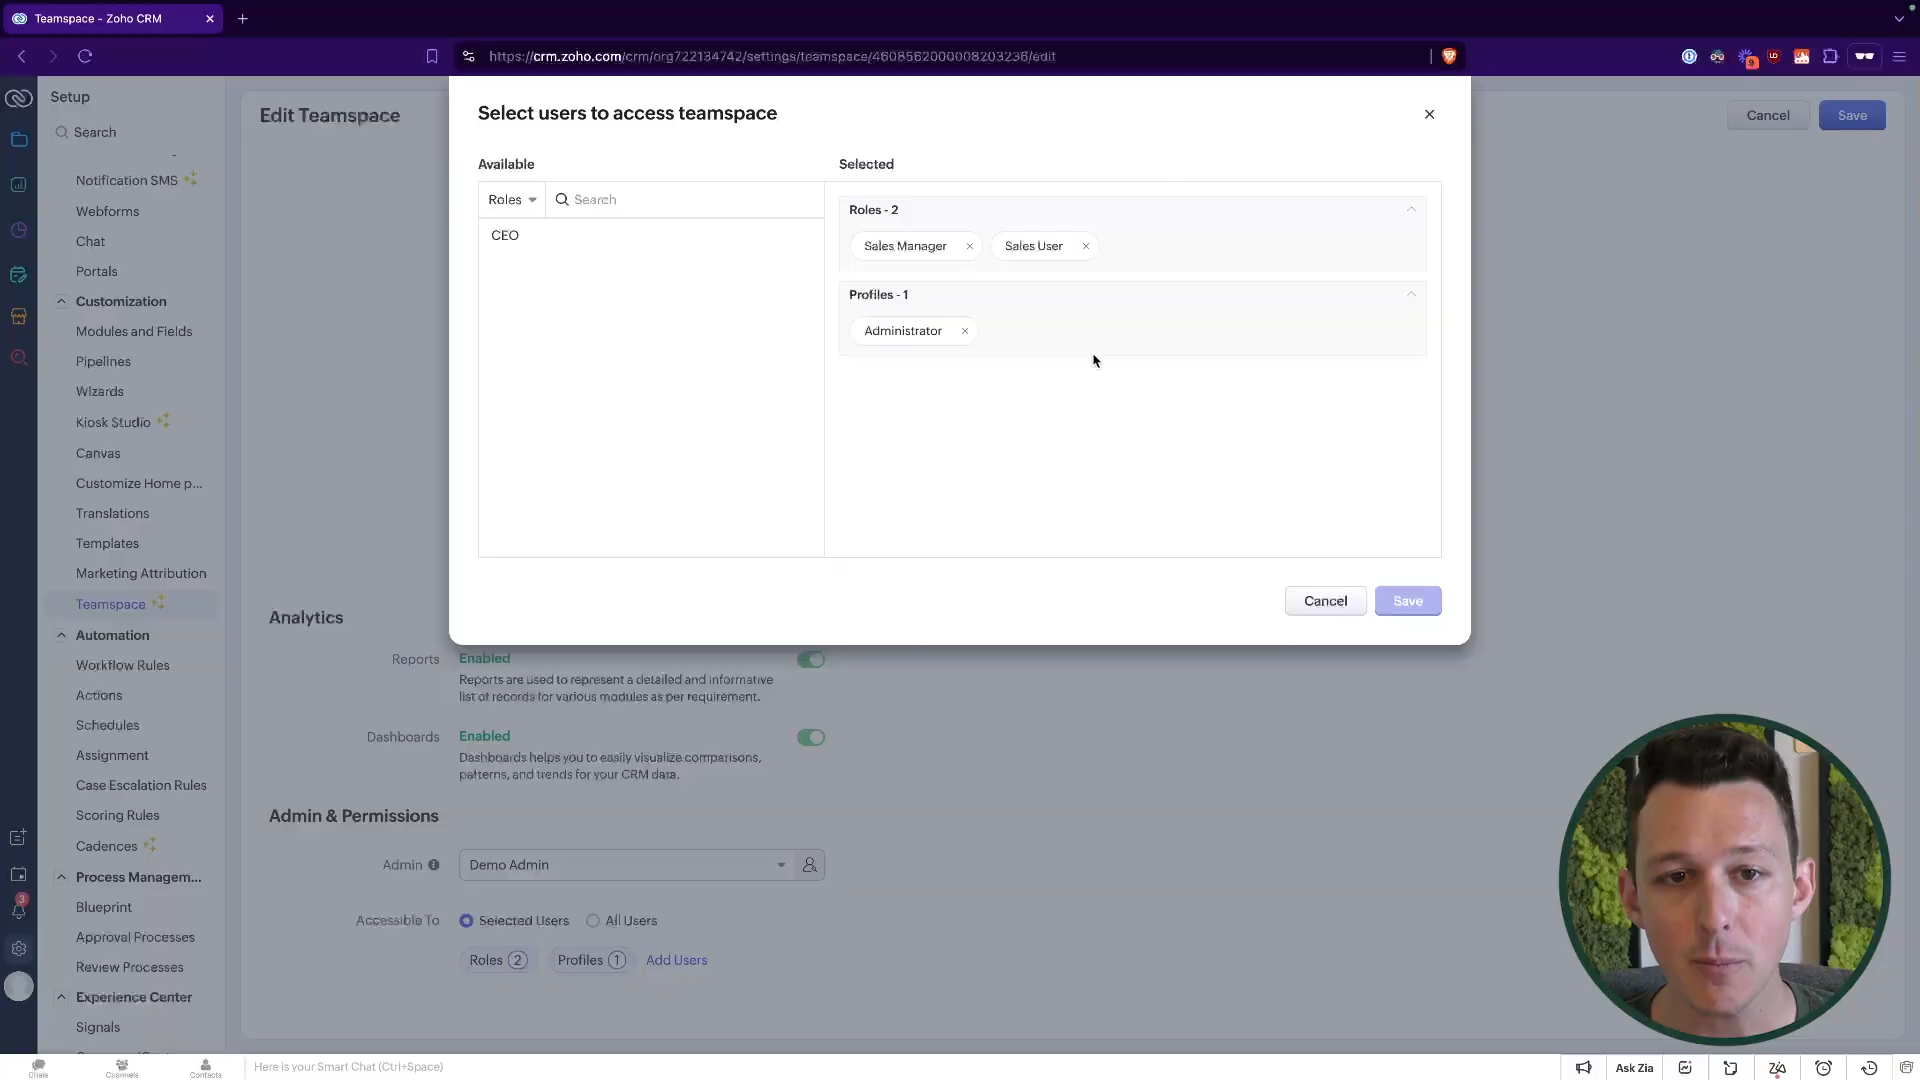 Teamspace - Zoho CRM
https://crm.zoho.com/crm/org722134742/settings/teamspace/4608562000008203236/edit
Setup
Search
Notification SMS
Webforms
Chat
Portals
Customization
Modules and Fields
Pipelines
Wizards
Kiosk Studio
Canvas
Customize Home p...
Translations
Templates
Marketing Attribution
Teamspace
Automation
Workflow Rules
Actions
Schedules
Assignment
Case Escalation Rules
Scoring Rules
Cadences
Process Managem...
Blueprint
Approval Processes
Review Processes
Experience Center
Signals
Edit Teamspace
Cancel
Save
Select users to access teamspace
Available
Selected
Roles
Search
CEO
Roles - 2
Sales Manager
Sales User
Profiles - 1
Administrator
Cancel
Save
Analytics
Reports
Enabled
Reports are used to represent a detailed and informative
list of records for various modules as per requirement.
Dashboards
Enabled
Dashboards helps you to easily visualize comparisons,
patterns, and trends for your CRM data.
Admin & Permissions
Admin
Demo Admin
Accessible To
Selected Users
All Users
Roles 2
Profiles 1
Add Users
3
9
Chats
Channels
Contacts
Here is your Smart Chat (Ctrl+Space)
Ask Zia